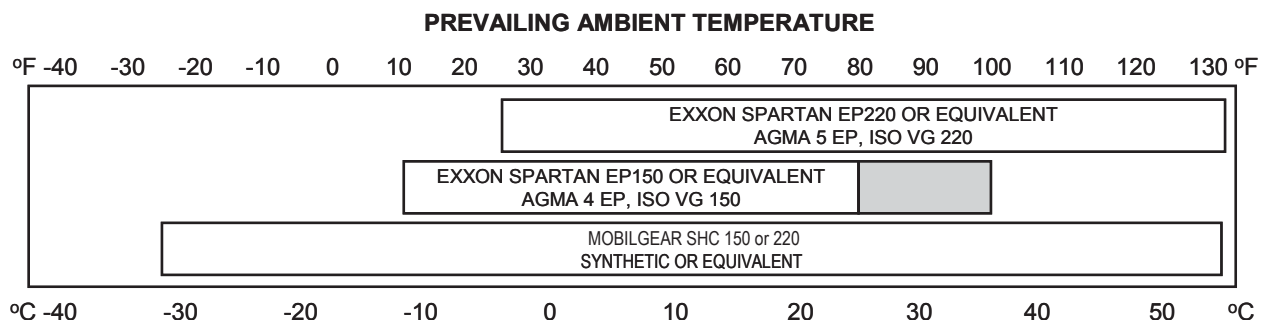 PREVAILING AMBIENT TEMPERATURE
ºF -40 -30 -20 -10 0 10 20 30 40 50 60 70 80 90 100 110 120 130 ºF
EXXON SPARTAN EP220 OR EQUIVALENT
AGMA 5 EP, ISO VG 220
EXXON SPARTAN EP150 OR EQUIVALENT
AGMA 4 EP, ISO VG 150
MOBILGEAR SHC 150 or 220
SYNTHETIC OR EQUIVALENT
ºC -40 -30 -20 -10 0 10 20 30 40 50 ºC